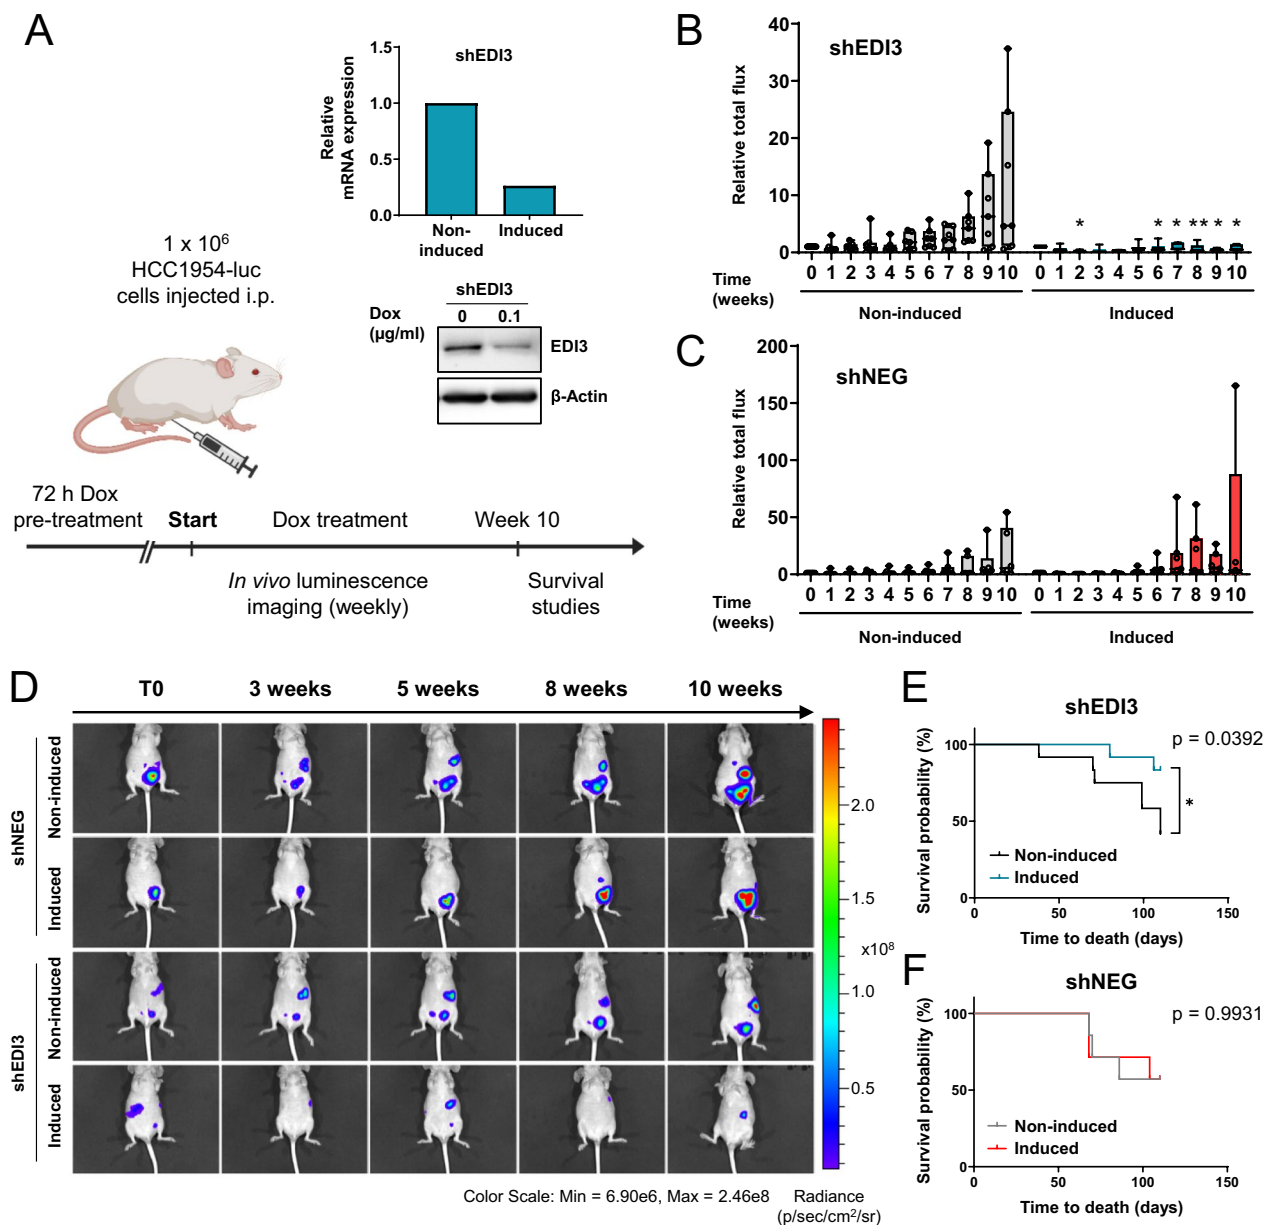 A
1.5
shEDI3
Relative
mRNA expression
1.0
0.5
0.0
Non-
induced
Induced
1 x 10⁶
HCC1954-luc
cells injected i.p.
shEDI3
Dox
(µg/ml)
0
0.1
EDI3
β-Actin
72 h Dox
pre-treatment
Start
Dox treatment
Week 10
In vivo luminescence
imaging (weekly)
Survival
studies
B
shEDI3
Relative total flux
40
30
20
10
0
* * * ** * *
Time
(weeks)
0 1 2 3 4 5 6 7 8 9 10
0 1 2 3 4 5 6 7 8 9 10
Non-induced
Induced
C
shNEG
Relative total flux
200
150
100
50
0
Time
(weeks)
0 1 2 3 4 5 6 7 8 9 10
0 1 2 3 4 5 6 7 8 9 10
Non-induced
Induced
D
T0
3 weeks
5 weeks
8 weeks
10 weeks
shNEG
Non-induced
Induced
shEDI3
Non-induced
Induced
2.0
1.5
x10⁸
1.0
0.5
Color Scale: Min = 6.90e6, Max = 2.46e8
Radiance
(p/sec/cm²/sr)
E
shEDI3
p = 0.0392
Survival probability (%)
100
50
0
*
Non-induced
Induced
0
50
100
150
Time to death (days)
F
shNEG
p = 0.9931
Survival probability (%)
100
50
0
Non-induced
Induced
0
50
100
150
Time to death (days)